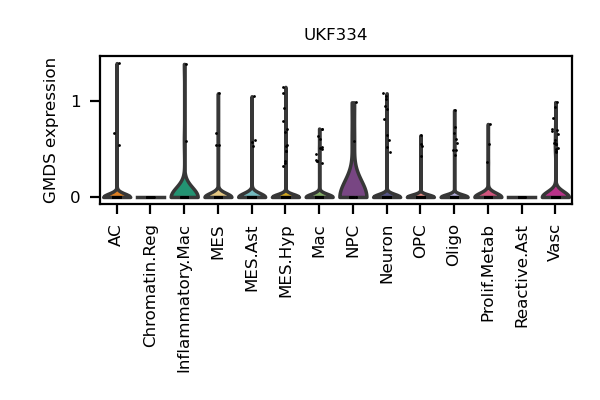 UKF334
GMDS expression
1
0
AC
Chromatin.Reg
Inflammatory.Mac
MES
MES.Ast
MES.Hyp
Mac
NPC
Neuron
OPC
Oligo
Prolif.Metab
Reactive.Ast
Vasc